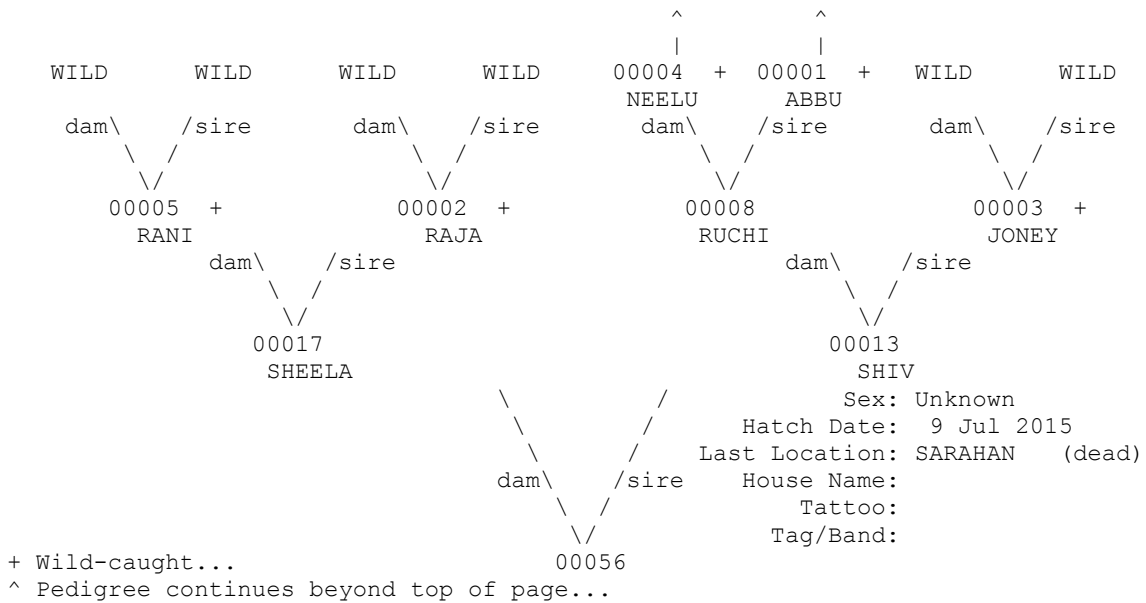 ^ ^
| |
WILD WILD WILD WILD 00004 + 00001 + WILD WILD
NEELU ABBU
dam\ /sire dam\ /sire dam\ /sire dam\ /sire
\ / \ / \ / \ /
\/ \/ \/ \/
00005 + 00002 + 00008 00003 +
RANI RAJA RUCHI JONEY
dam\ /sire dam\ /sire
\ / \ /
\/ \/
00017 00013
SHEELA SHIV
\ / Sex: Unknown
\ / Hatch Date: 9 Jul 2015
\ / Last Location: SARAHAN (dead)
dam\ /sire House Name:
\ / Tattoo:
\/ Tag/Band:
+ Wild-caught... 00056
^ Pedigree continues beyond top of page...